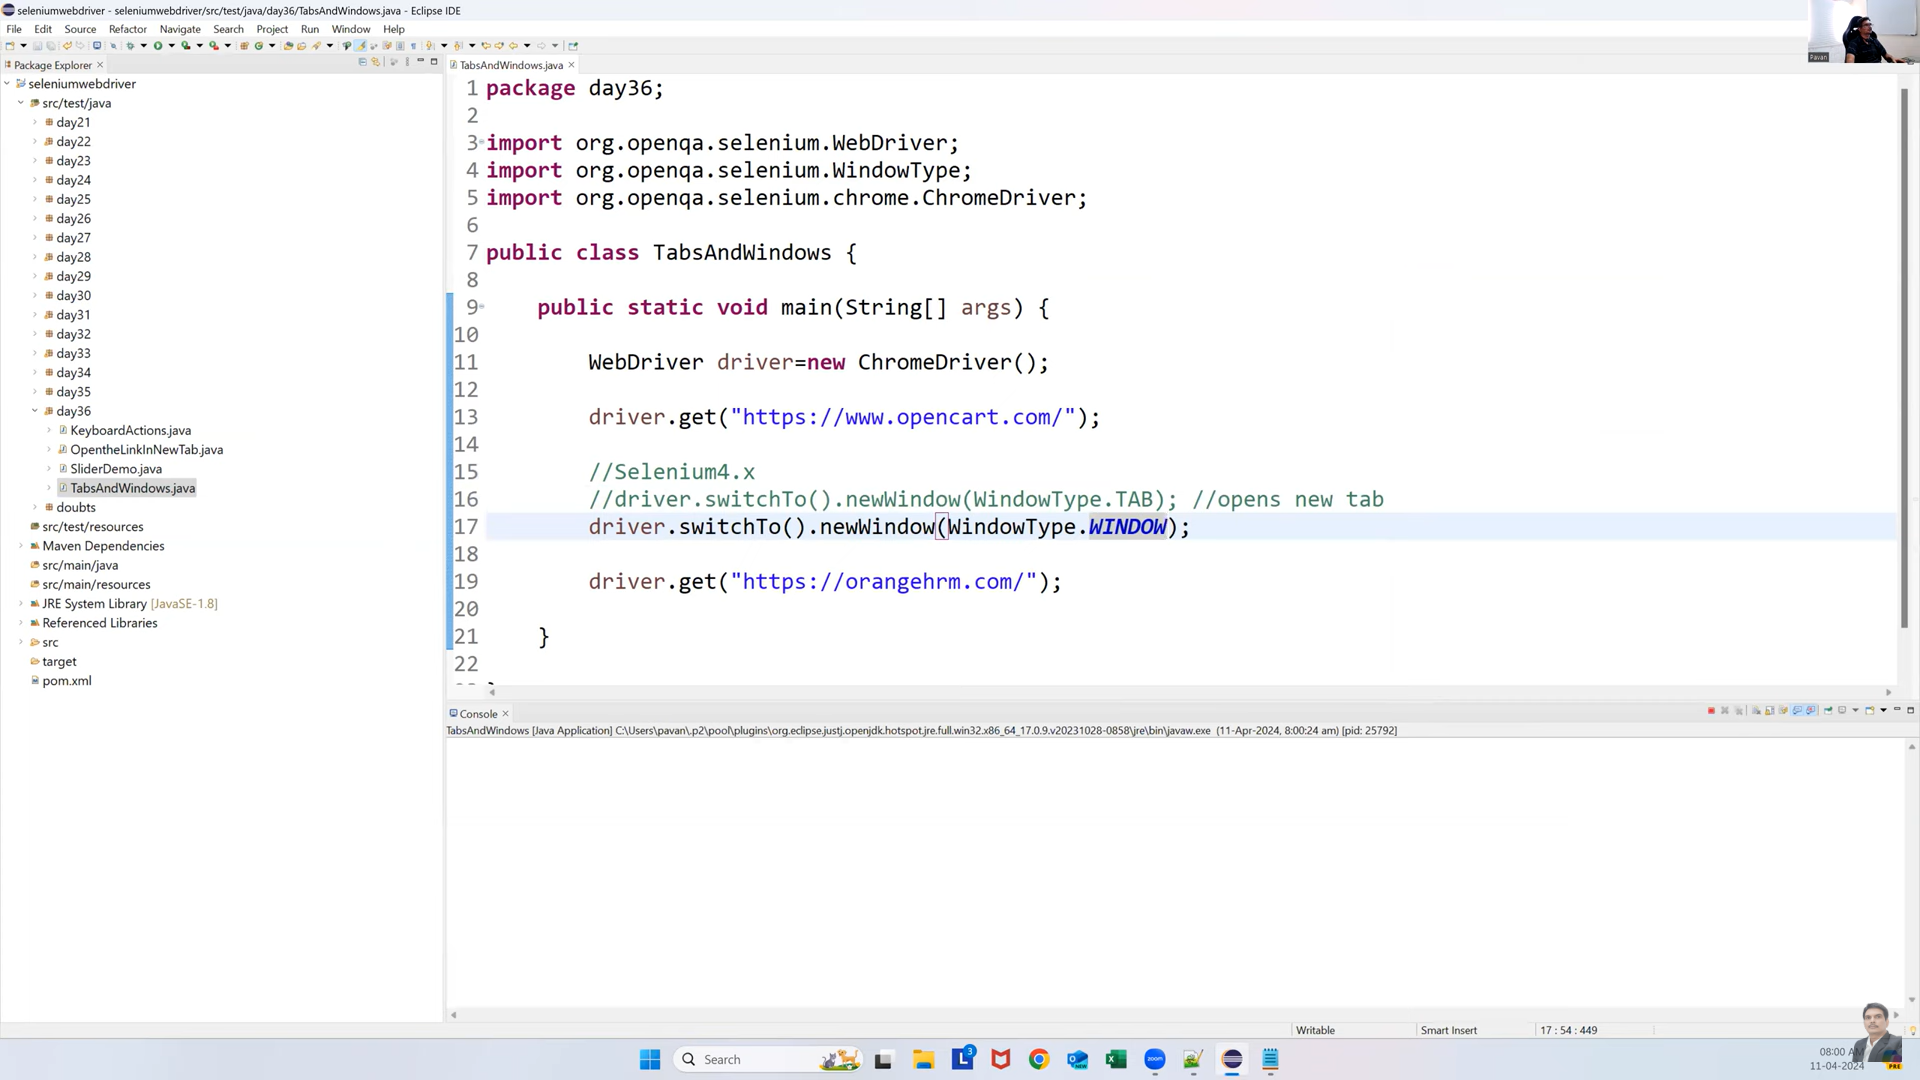 seleniumwebdriver - seleniumwebdriver/src/test/java/day36/TabsAndWindows.java - Eclipse IDE
File Edit Source Refactor Navigate Search Project Run Window Help
Package Explorer
seleniumwebdriver
src/test/java
day21
day22
day23
day24
day25
day26
day27
day28
day29
day30
day31
day32
day33
day34
day35
day36
KeyboardActions.java
OpentheLinkInNewTab.java
SliderDemo.java
TabsAndWindows.java
doubts
src/test/resources
Maven Dependencies
src/main/java
src/main/resources
JRE System Library [JavaSE-1.8]
Referenced Libraries
src
target
pom.xml
TabsAndWindows.java
1 package day36;
2
3 import org.openqa.selenium.WebDriver;
4 import org.openqa.selenium.WindowType;
5 import org.openqa.selenium.chrome.ChromeDriver;
6
7 public class TabsAndWindows {
8
9 public static void main(String[] args) {
10
11 WebDriver driver=new ChromeDriver();
12
13 driver.get("https://www.opencart.com/");
14
15 //Selenium4.x
16 //driver.switchTo().newWindow(WindowType.TAB); //opens new tab
17 driver.switchTo().newWindow(WindowType.WINDOW);
18
19 driver.get("https://orangehrm.com/");
20
21 }
22
Console
TabsAndWindows [Java Application] C:\Users\pavan\.p2\pool\plugins\org.eclipse.justj.openjdk.hotspot.jre.full.win32.x86_64_17.0.9.v20231028-0858\jre\bin\javaw.exe (11-Apr-2024, 8:00:24 am) [pid: 25792]
Writable Smart Insert 17 : 54 : 449
Search
3
08:00 AM
11-04-2024
PRE
Pavan